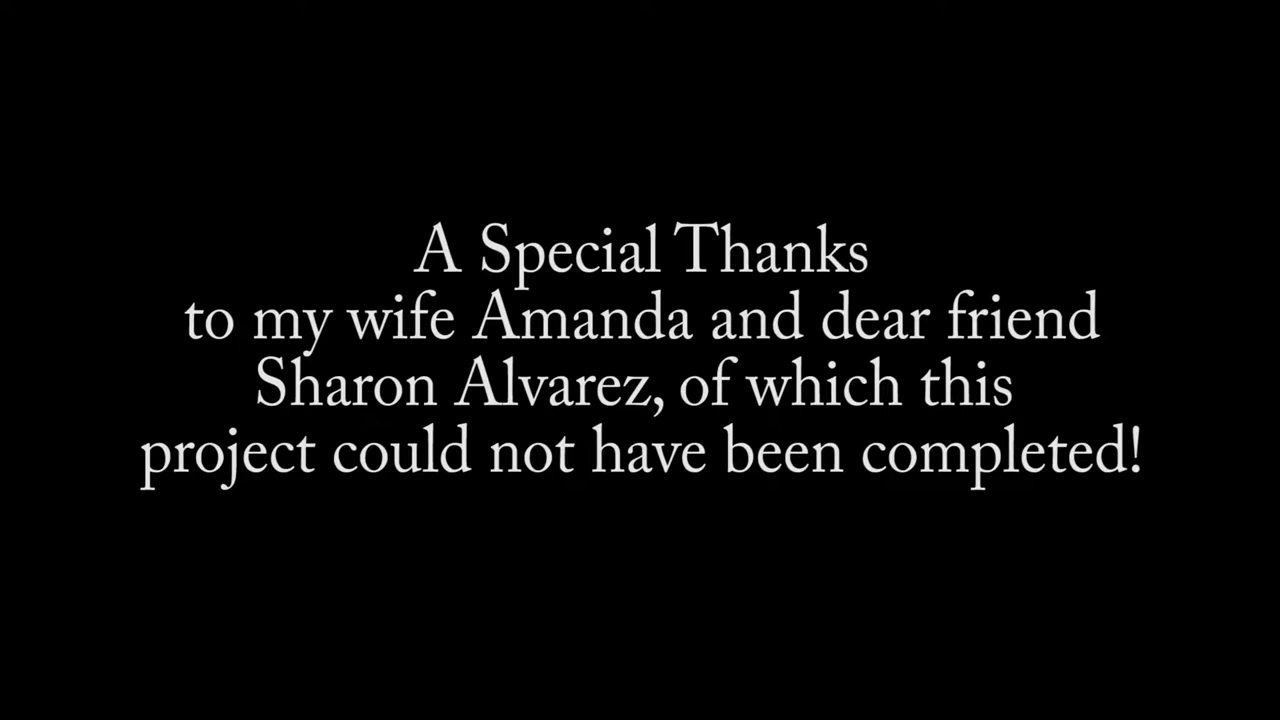 A Special Thanks
to my wife Amanda and dear friend
Sharon Alvarez, of which this
project could not have been completed!